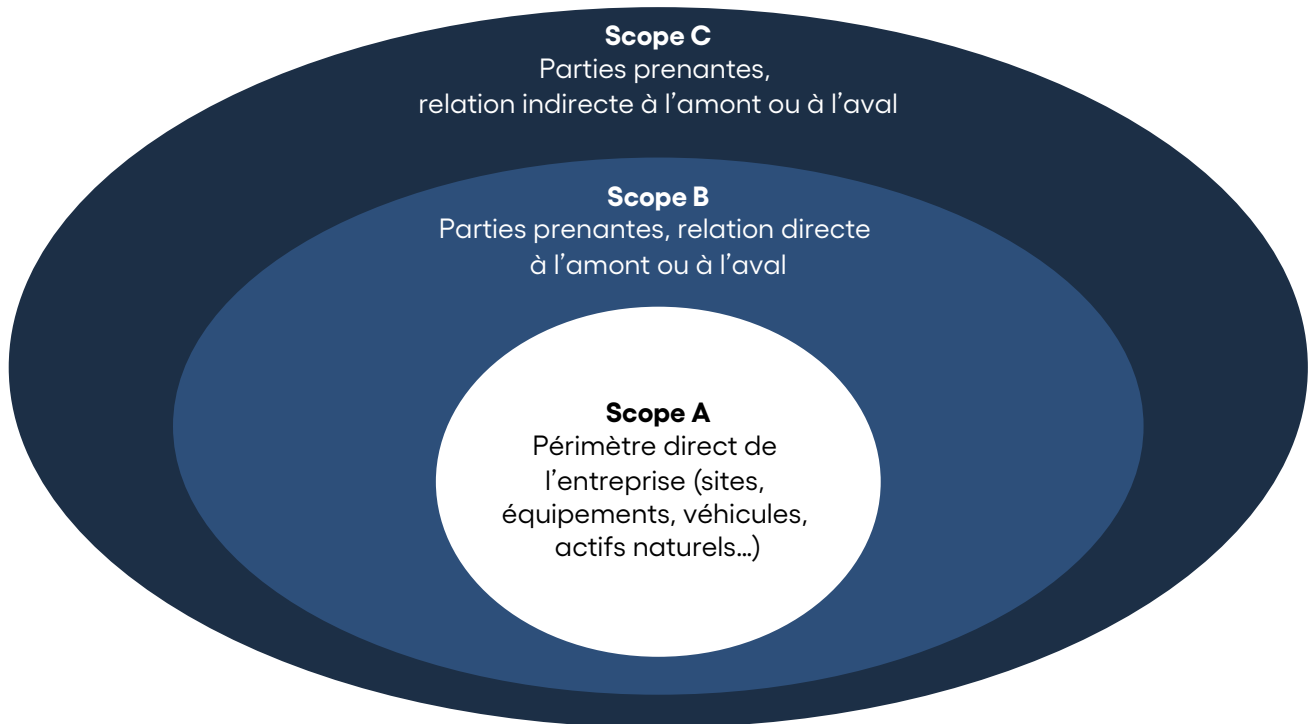 Scope C
Parties prenantes,
relation indirecte à l’amont ou à l’aval
Scope B
Parties prenantes, relation directe
à l’amont ou à l’aval
Scope A
Périmètre direct de
l’entreprise (sites,
équipements, véhicules,
actifs naturels…)